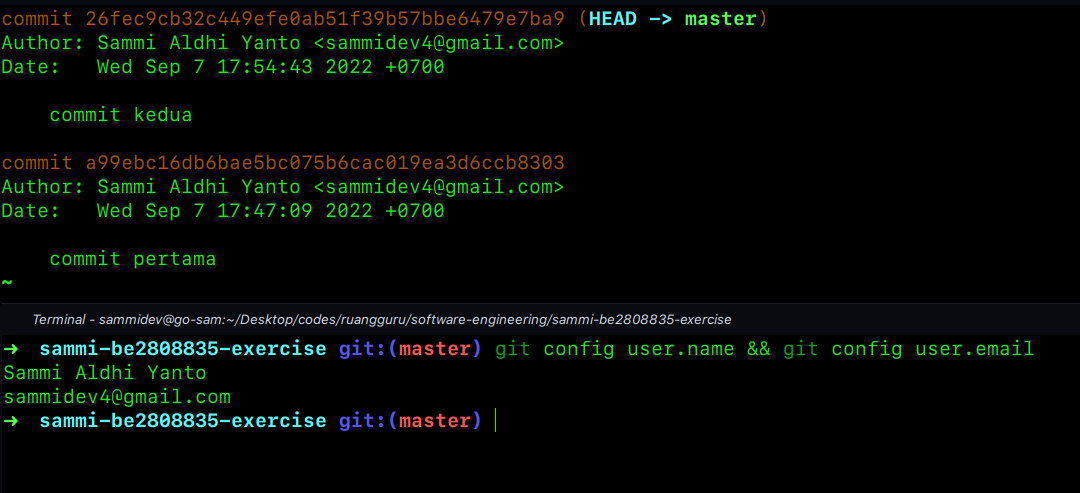 commit 26fec9cb32c449efe0ab51f39b57bbe6479e7ba9 (HEAD -> master)
Author: Sammi Aldhi Yanto <sammidev4@gmail.com>
Date:   Wed Sep 7 17:54:43 2022 +0700
    commit kedua
commit a99ebc16db6bae5bc075b6cac019ea3d6ccb8303
Author: Sammi Aldhi Yanto <sammidev4@gmail.com>
Date:   Wed Sep 7 17:47:09 2022 +0700
    commit pertama
~
Terminal - sammidev@go-sam:~/Desktop/codes/ruangguru/software-engineering/sammi-be2808835-exercise
➜  sammi-be2808835-exercise git:(master) git config user.name && git config user.email
Sammi Aldhi Yanto
sammidev4@gmail.com
➜  sammi-be2808835-exercise git:(master)